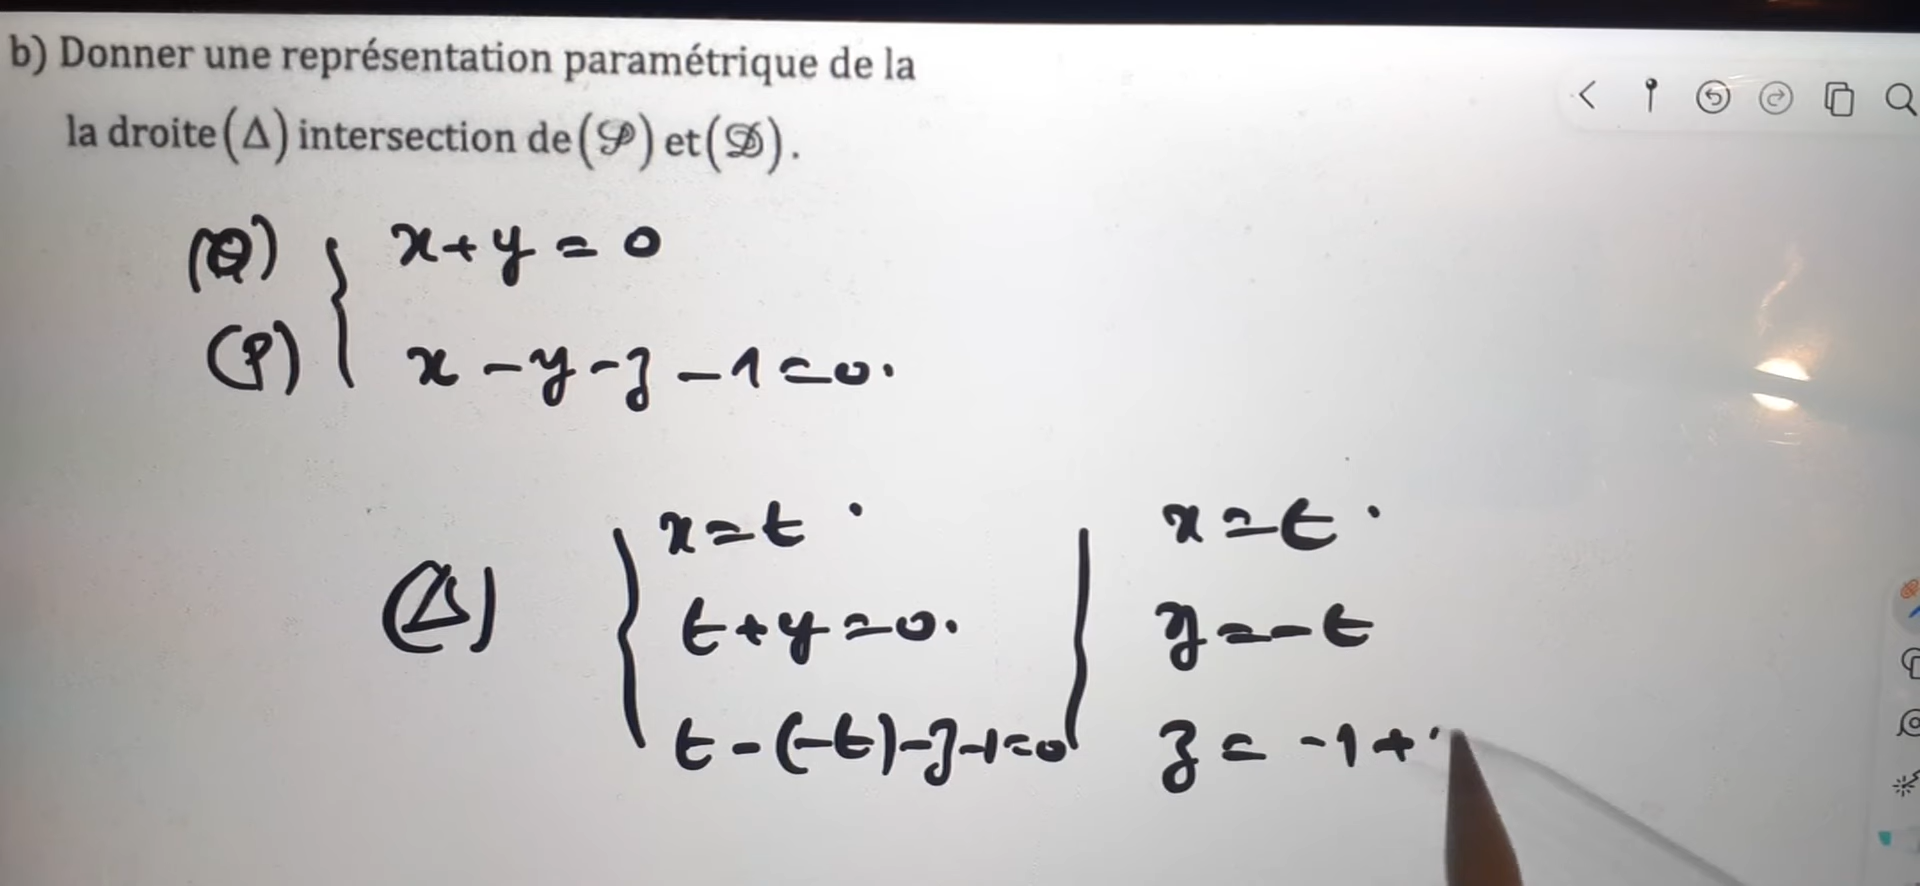 b) Donner une représentation paramétrique de la
la droite (Δ) intersection de (𝒫) et (𝒬).
(Q) { x + y = 0
(P) x - y - z - 1 = 0.
(Δ) { x = t . | x = t .
t + y = 0. | y = - t
t - (-t) - z - 1 = 0 | z = - 1 +